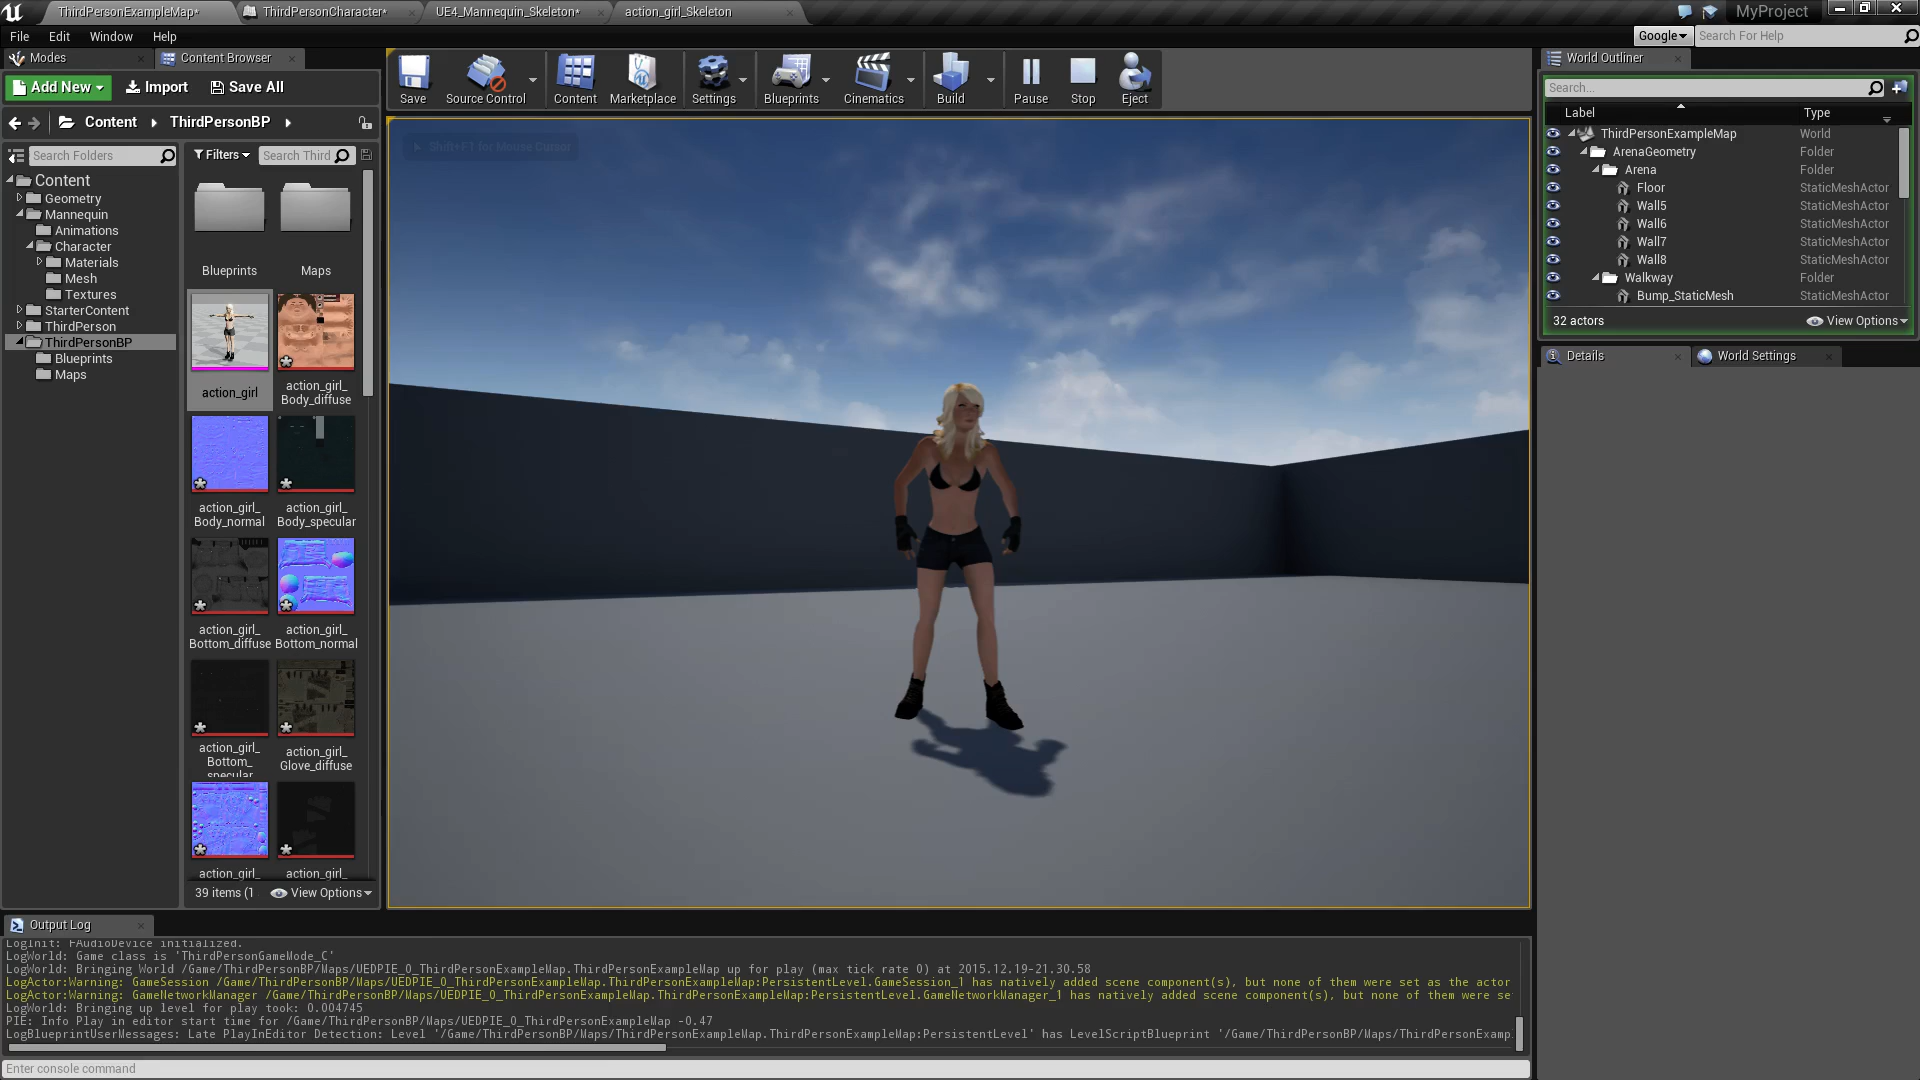 ThirdPersonExampleMap*
ThirdPersonCharacter*
UE4_Mannequin_Skeleton*
action_girl_Skeleton
MyProject
File Edit Window Help
Google
Search For Help
Modes
Content Browser
Add New
Import
Save All
Content
ThirdPersonBP
Search Folders
Content
Geometry
Mannequin
Animations
Character
Materials
Mesh
Textures
StarterContent
ThirdPerson
ThirdPersonBP
Blueprints
Maps
Filters
Search Third
Blueprints
Maps
action_girl
action_girl_
Body_diffuse
action_girl_
Body_normal
action_girl_
Body_specular
action_girl_
Bottom_diffuse
action_girl_
Bottom_normal
action_girl_
Bottom_
specular
action_girl_
Glove_diffuse
action_girl_
action_girl_
39 items (1
View Options
Save
Source Control
Content
Marketplace
Settings
Blueprints
Cinematics
Build
Pause
Stop
Eject
Shift+F1 for Mouse Cursor
World Outliner
Search...
Label Type
ThirdPersonExampleMap World
ArenaGeometry Folder
Arena Folder
Floor StaticMeshActor
Wall5 StaticMeshActor
Wall6 StaticMeshActor
Wall7 StaticMeshActor
Wall8 StaticMeshActor
Walkway Folder
Bump_StaticMesh StaticMeshActor
32 actors
View Options
Details
World Settings
Output Log
LogInit: FAudioDevice initialized.
LogWorld: Game class is 'ThirdPersonGameMode_C'
LogWorld: Bringing World /Game/ThirdPersonBP/Maps/UEDPIE_0_ThirdPersonExampleMap.ThirdPersonExampleMap up for play (max tick rate 0) at 2015.12.19-21.30.58
LogActor:Warning: GameSession /Game/ThirdPersonBP/Maps/UEDPIE_0_ThirdPersonExampleMap.ThirdPersonExampleMap:PersistentLevel.GameSession_1 has natively added scene component(s), but none of them were set as the actor
LogActor:Warning: GameNetworkManager /Game/ThirdPersonBP/Maps/UEDPIE_0_ThirdPersonExampleMap.ThirdPersonExampleMap:PersistentLevel.GameNetworkManager_1 has natively added scene component(s), but none of them were se
LogWorld: Bringing up level for play took: 0.004745
PIE: Info Play in editor start time for /Game/ThirdPersonBP/Maps/UEDPIE_0_ThirdPersonExampleMap -0.47
LogBlueprintUserMessages: Late PlayInEditor Detection: Level '/Game/ThirdPersonBP/Maps/ThirdPersonExampleMap.ThirdPersonExampleMap:PersistentLevel' has LevelScriptBlueprint '/Game/ThirdPersonBP/Maps/ThirdPersonExamp
Enter console command